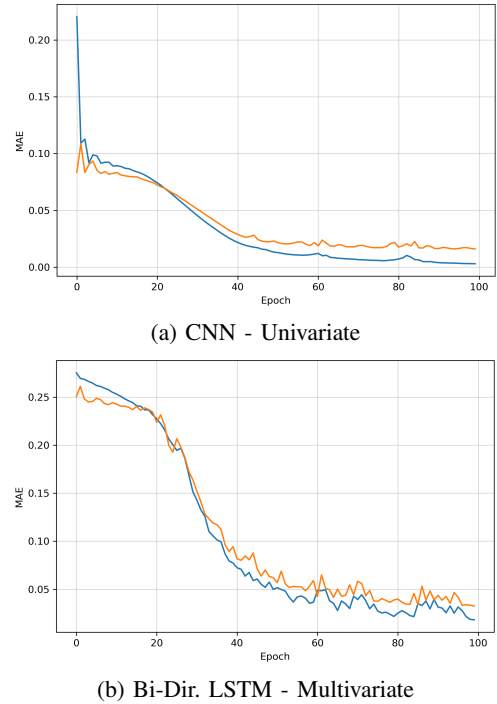 0.20
0.15
0.10
0.05
0.00
MAE
0 20 40 60 80 100
Epoch
(a) CNN - Univariate
0.25
0.20
0.15
0.10
0.05
MAE
0 20 40 60 80 100
Epoch
(b) Bi-Dir. LSTM - Multivariate